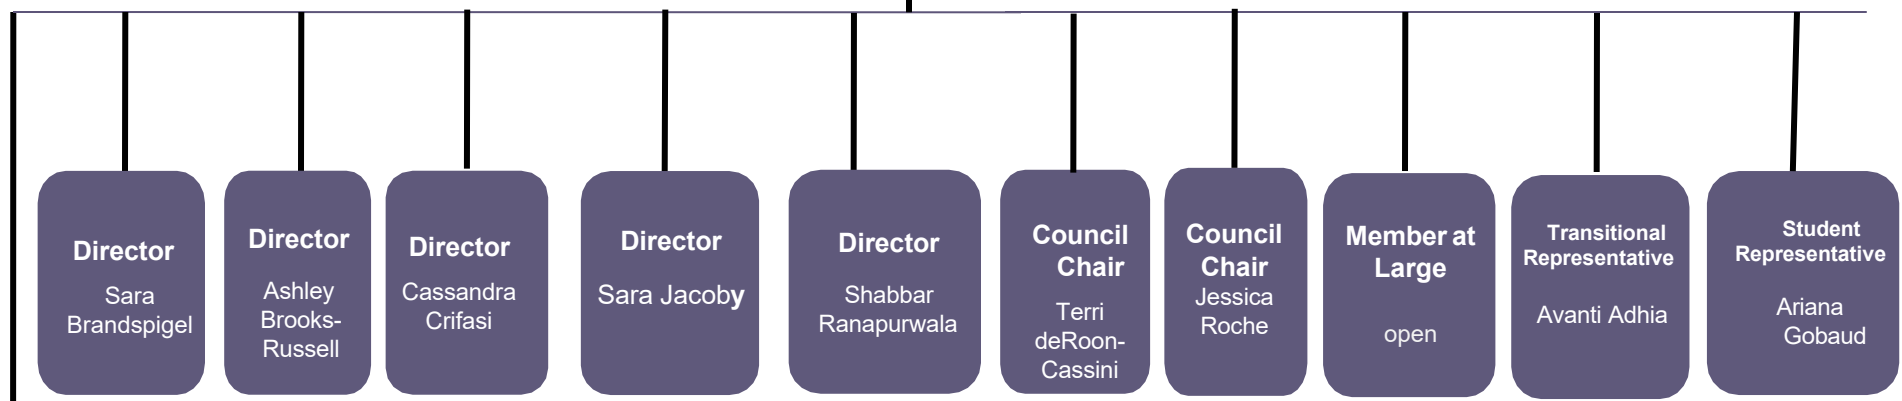 Director
Sara
Brandspigel
Director
Ashley
Brooks-
Russell
Director
Cassandra
Crifasi
Director
Sara Jacoby
Director
Shabbar
Ranapurwala
Council
Chair
Terri
deRoon-
Cassini
Council
Chair
Jessica
Roche
Member at
Large
open
Transitional
Representative
Avanti Adhia
Student
Representative
Ariana
Gobaud